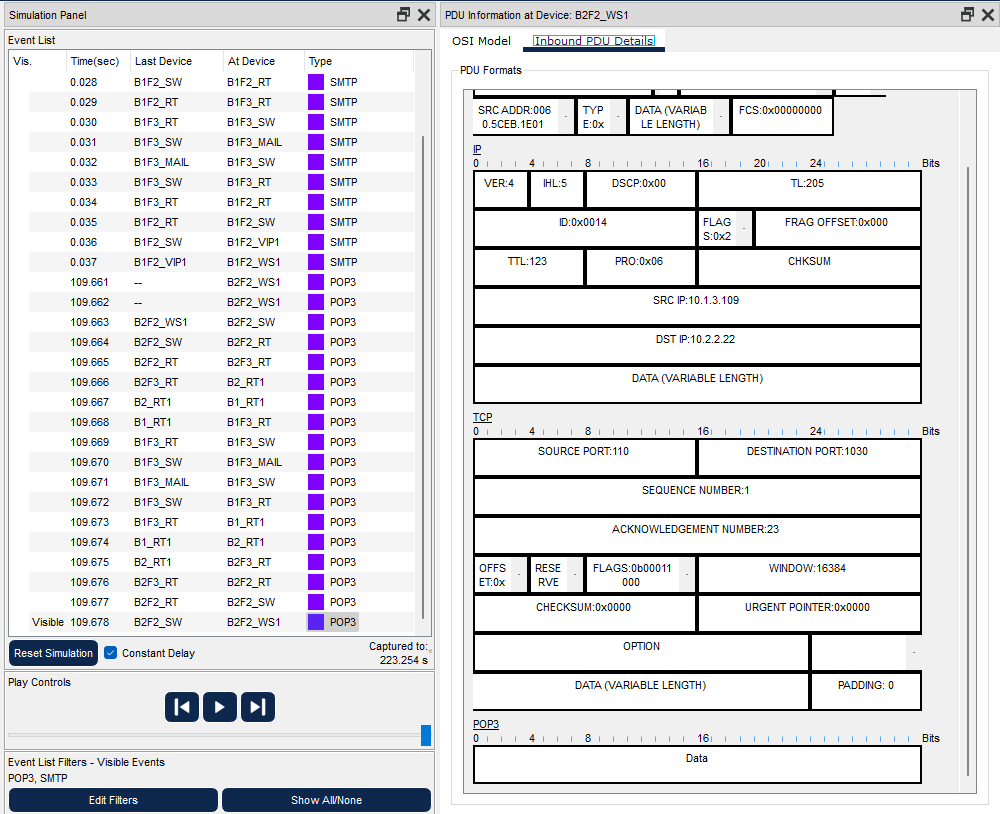 Simulation Panel
Event List
Vis. Time(sec) Last Device At Device Type
0.028 B1F2_SW B1F2_RT SMTP
0.029 B1F2_RT B1F3_RT SMTP
0.030 B1F3_RT B1F3_SW SMTP
0.031 B1F3_SW B1F3_MAIL SMTP
0.032 B1F3_MAIL B1F3_SW SMTP
0.033 B1F3_SW B1F3_RT SMTP
0.034 B1F3_RT B1F2_RT SMTP
0.035 B1F2_RT B1F2_SW SMTP
0.036 B1F2_SW B1F2_VIP1 SMTP
0.037 B1F2_VIP1 B1F2_WS1 SMTP
109.661 -- B2F2_WS1 POP3
109.662 -- B2F2_WS1 POP3
109.663 B2F2_WS1 B2F2_SW POP3
109.664 B2F2_SW B2F2_RT POP3
109.665 B2F2_RT B2F3_RT POP3
109.666 B2F3_RT B2_RT1 POP3
109.667 B2_RT1 B1_RT1 POP3
109.668 B1_RT1 B1F3_RT POP3
109.669 B1F3_RT B1F3_SW POP3
109.670 B1F3_SW B1F3_MAIL POP3
109.671 B1F3_MAIL B1F3_SW POP3
109.672 B1F3_SW B1F3_RT POP3
109.673 B1F3_RT B1_RT1 POP3
109.674 B1_RT1 B2_RT1 POP3
109.675 B2_RT1 B2F3_RT POP3
109.676 B2F3_RT B2F2_RT POP3
109.677 B2F2_RT B2F2_SW POP3
Visible 109.678 B2F2_SW B2F2_WS1 POP3
Reset Simulation Constant Delay Captured to:
223.254 s
Play Controls
Event List Filters - Visible Events
POP3, SMTP
Edit Filters Show All/None
PDU Information at Device: B2F2_WS1
OSI Model Inbound PDU Details
PDU Formats
SRC ADDR:006 TYP DATA (VARIAB FCS:0x00000000
0.5CEB.1E01 E:0x LE LENGTH)
IP
0 4 8 16 20 24 Bits
VER:4 IHL:5 DSCP:0x00 TL:205
ID:0x0014 FLAG FRAG OFFSET:0x000
S:0x2
TTL:123 PRO:0x06 CHKSUM
SRC IP:10.1.3.109
DST IP:10.2.2.22
DATA (VARIABLE LENGTH)
TCP
0 4 8 16 24 Bits
SOURCE PORT:110 DESTINATION PORT:1030
SEQUENCE NUMBER:1
ACKNOWLEDGEMENT NUMBER:23
OFFS RESE FLAGS:0b00011 WINDOW:16384
ET:0x RVE 000
CHECKSUM:0x0000 URGENT POINTER:0x0000
OPTION
DATA (VARIABLE LENGTH) PADDING: 0
POP3
0 4 8 16 24 Bits
Data